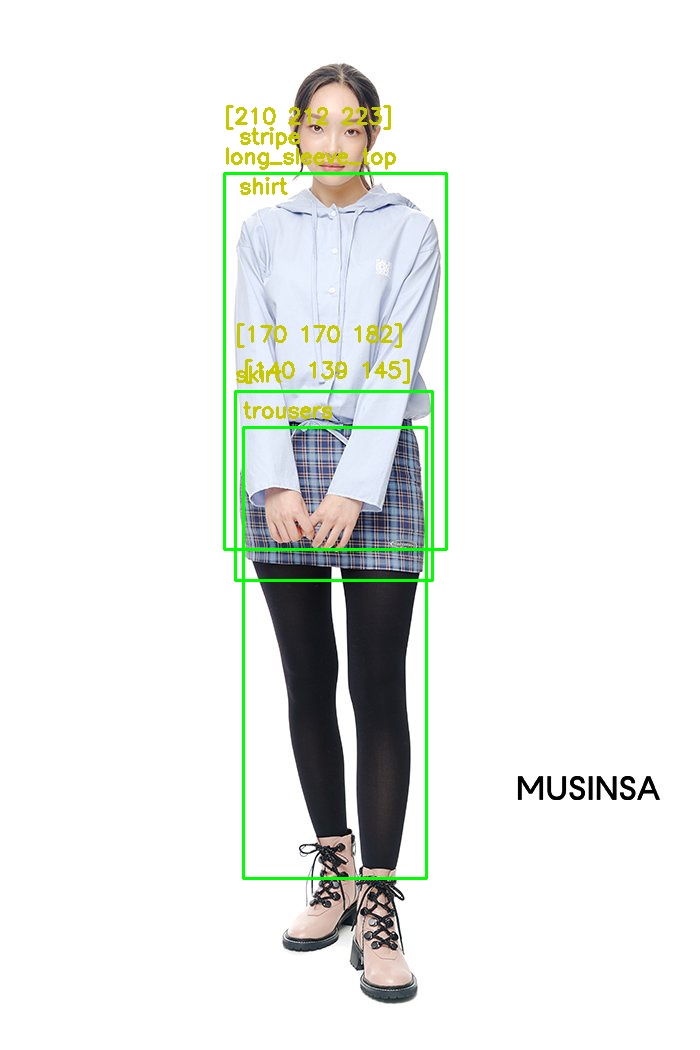 [210 212 223]
stripe
long_sleeve_top
shirt
[170 170 182]
[140 139 145]
skirt
trousers
MUSINSA